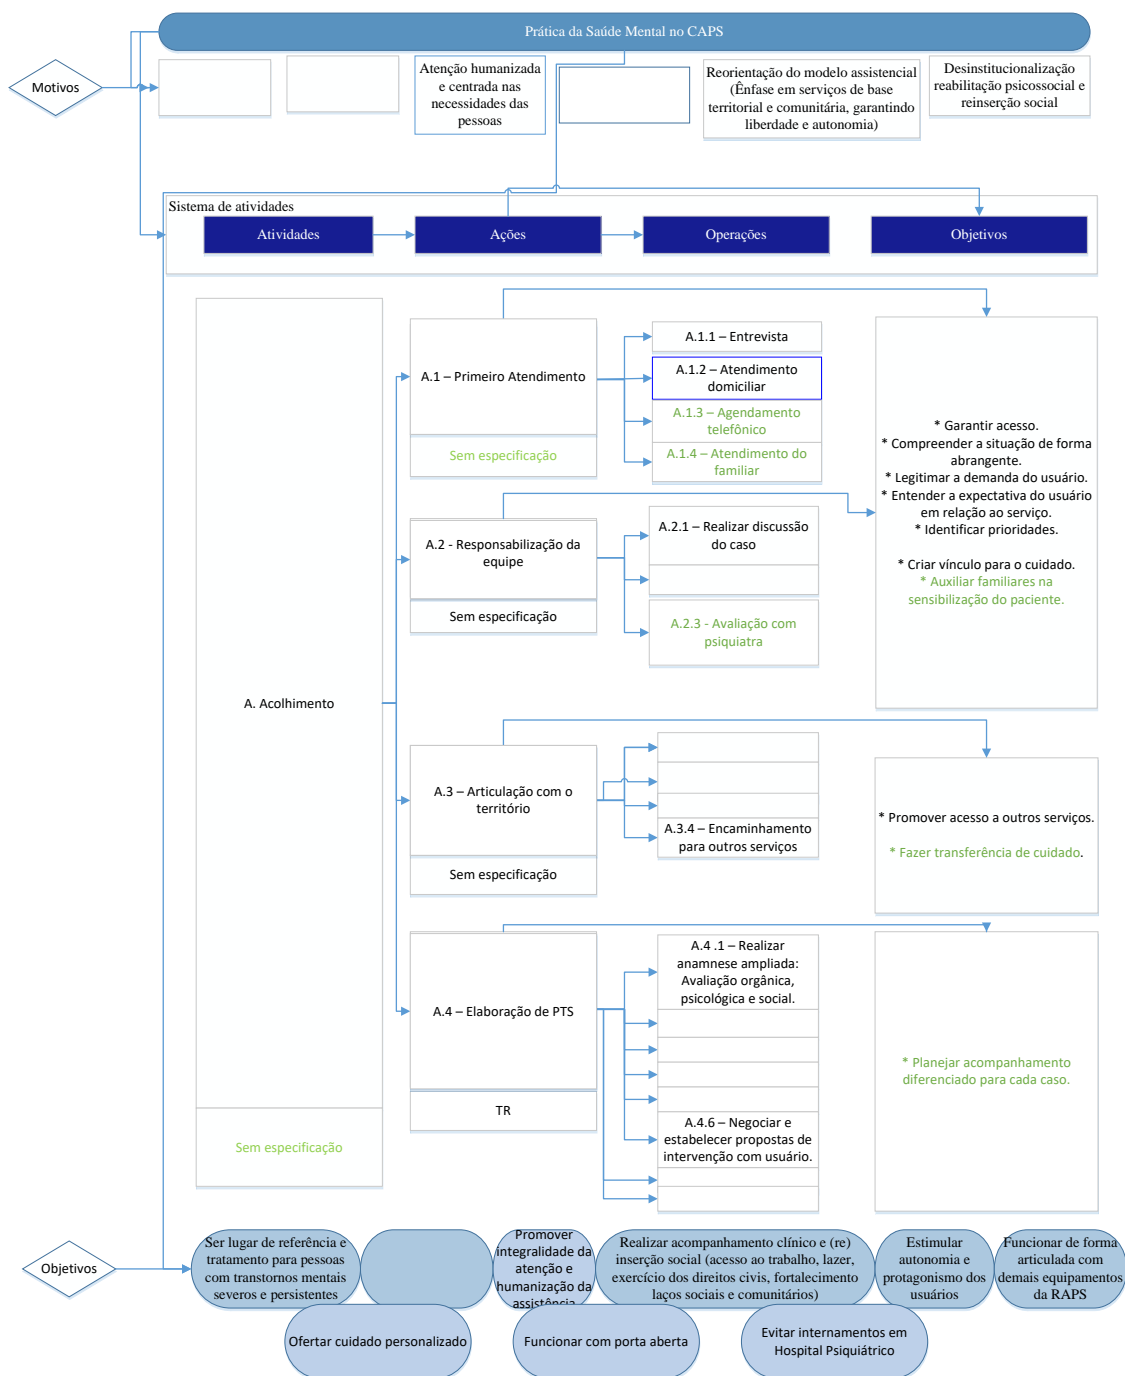 Prática da Saúde Mental no CAPS
Motivos
Atenção humanizada
e centrada nas
necessidades das
pessoas
Reorientação do modelo assistencial
(Ênfase em serviços de base
territorial e comunitária, garantindo
liberdade e autonomia)
Desinstitucionalização
reabilitação psicossocial e
reinserção social
Sistema de atividades
Atividades
Ações
Operações
Objetivos
A. Acolhimento
Sem especificação
A.1 – Primeiro Atendimento
Sem especificação
A.1.1 – Entrevista
A.1.2 – Atendimento
domiciliar
A.1.3 – Agendamento
telefônico
A.1.4 – Atendimento do
familiar
* Garantir acesso.
* Compreender a situação de forma
abrangente.
* Legitimar a demanda do usuário.
* Entender a expectativa do usuário
em relação ao serviço.
* Identificar prioridades.
* Criar vínculo para o cuidado.
* Auxiliar familiares na
sensibilização do paciente.
A.2 - Responsabilização da
equipe
Sem especificação
A.2.1 – Realizar discussão
do caso
A.2.3 - Avaliação com
psiquiatra
A.3 – Articulação com o
território
Sem especificação
A.3.4 – Encaminhamento
para outros serviços
* Promover acesso a outros serviços.
* Fazer transferência de cuidado.
A.4 – Elaboração de PTS
TR
A.4 .1 – Realizar
anamnese ampliada:
Avaliação orgânica,
psicológica e social.
A.4.6 – Negociar e
estabelecer propostas de
intervenção com usuário.
* Planejar acompanhamento
diferenciado para cada caso.
Objetivos
Ser lugar de referência e
tratamento para pessoas
com transtornos mentais
severos e persistentes
Promover
integralidade da
atenção e
humanização da
assistência
Realizar acompanhamento clínico e (re)
inserção social (acesso ao trabalho, lazer,
exercício dos direitos civis, fortalecimento
laços sociais e comunitários)
Estimular
autonomia e
protagonismo dos
usuários
Funcionar de forma
articulada com
demais equipamentos
da RAPS
Ofertar cuidado personalizado
Funcionar com porta aberta
Evitar internamentos em
Hospital Psiquiátrico